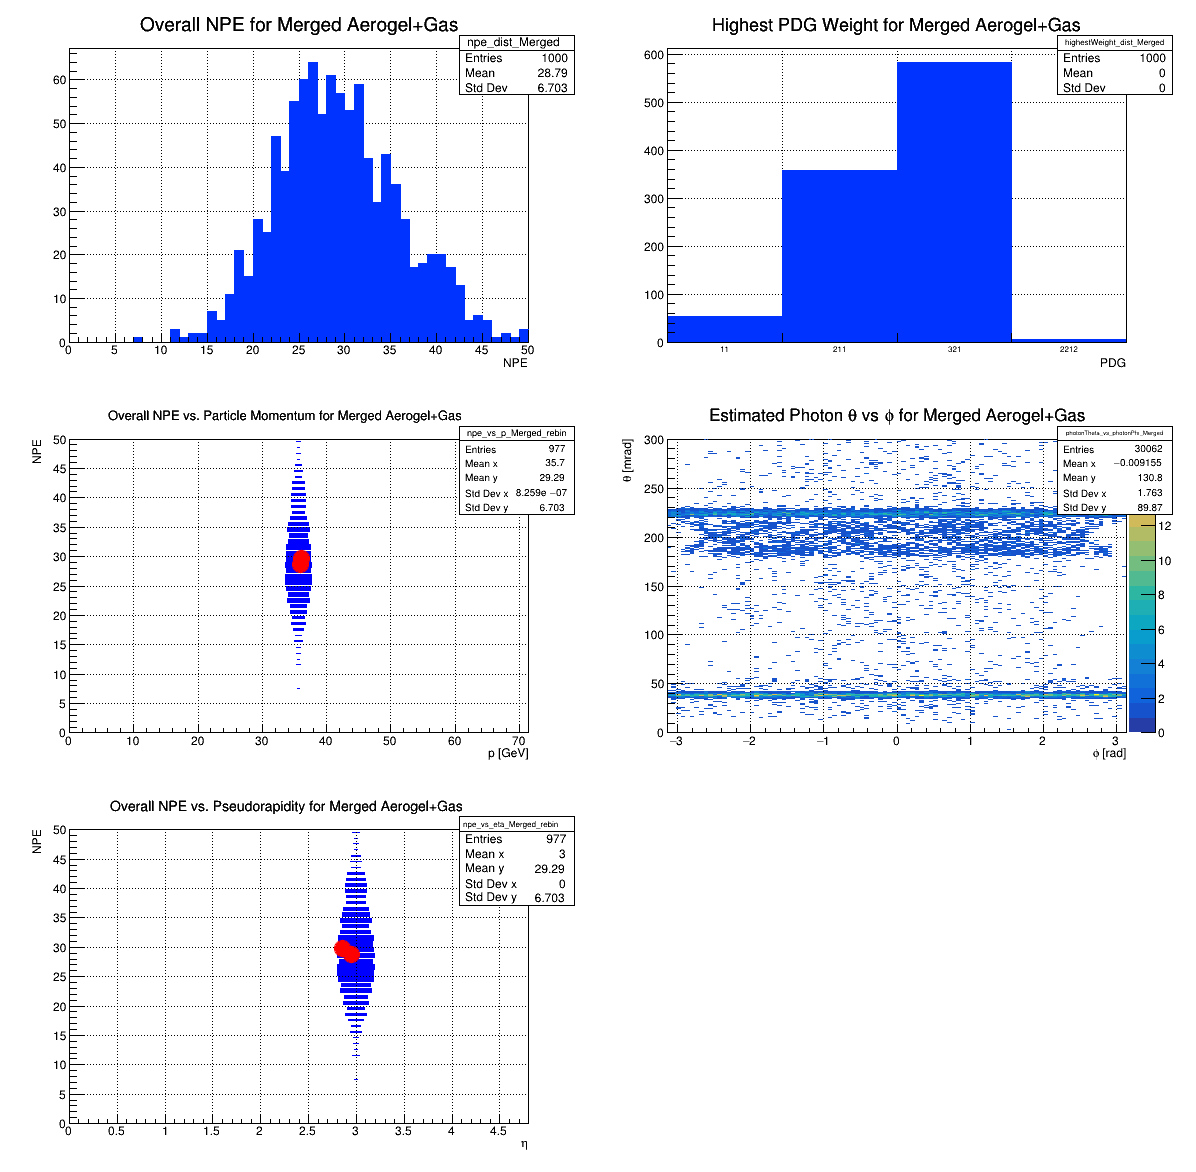 Overall NPE for Merged Aerogel+Gas
npe_dist_Merged
Entries 1000
Mean 28.79
Std Dev 6.703
60
50
40
30
20
10
0
0 5 10 15 20 25 30 35 40 45 50
NPE
Highest PDG Weight for Merged Aerogel+Gas
highestWeight_dist_Merged
Entries 1000
Mean 0
Std Dev 0
600
500
400
300
200
100
0
11 211 321 2212
PDG
Overall NPE vs. Particle Momentum for Merged Aerogel+Gas
NPE
npe_vs_p_Merged_rebin
Entries 977
Mean x 35.7
Mean y 29.29
Std Dev x 8.259e −07
Std Dev y 6.703
50
45
40
35
30
25
20
15
10
5
0
0 10 20 30 40 50 60 70
p [GeV]
Estimated Photon θ vs ϕ for Merged Aerogel+Gas
θ [mrad]
photonTheta_vs_photonPhi_Merged
Entries 30062
Mean x −0.009155
Mean y 130.8
Std Dev x 1.763
Std Dev y 89.87
300
250
200
150
100
50
0
−3 −2 −1 0 1 2 3
ϕ [rad]
12
10
8
6
4
2
0
Overall NPE vs. Pseudorapidity for Merged Aerogel+Gas
NPE
npe_vs_eta_Merged_rebin
Entries 977
Mean x 3
Mean y 29.29
Std Dev x 0
Std Dev y 6.703
50
45
40
35
30
25
20
15
10
5
0
0 0.5 1 1.5 2 2.5 3 3.5 4 4.5
η